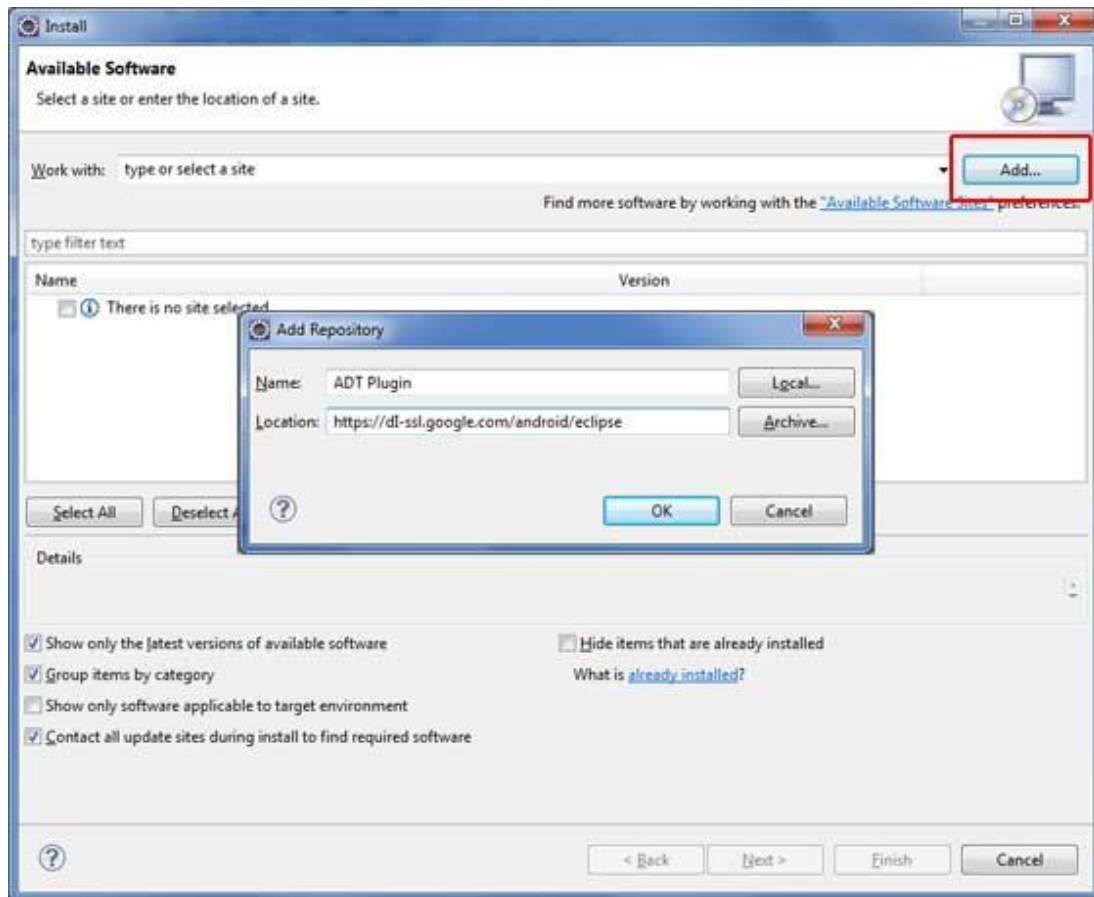 Install
Available Software
Select a site or enter the location of a site.
Work with: type or select a site Add...
Find more software by working with the "Available Software Sites" preferences.
type filter text
Name Version
There is no site selected
Add Repository
Name: ADT Plugin Local...
Location: https://dI-ssl.google.com/android/eclipse Archive...
OK Cancel
Select All Deselect A
Details
Show only the latest versions of available software Hide items that are already installed
Group items by category What is already installed?
Show only software applicable to target environment
Contact all update sites during install to find required software
< Back Next > Finish Cancel